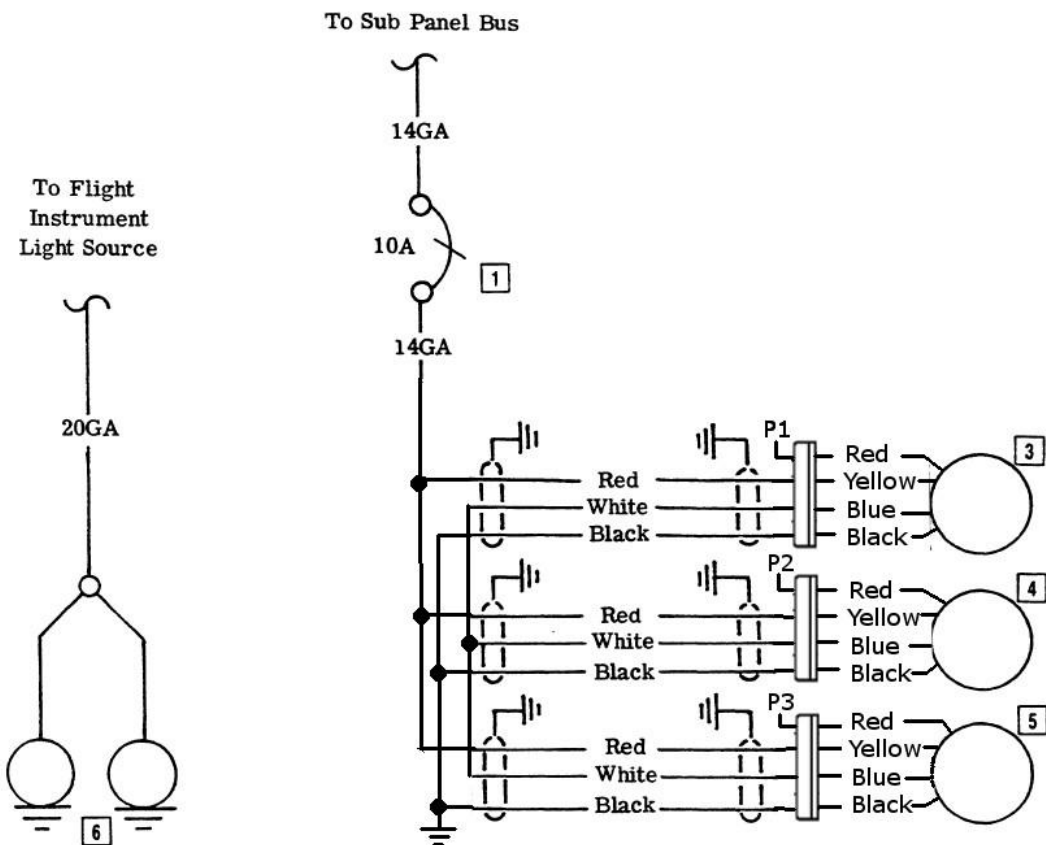 To Sub Panel Bus
14GA
10A
1
14GA
To Flight
Instrument
Light Source
20GA
6
P1
Red
White
Black
Red
Yellow
Blue
Black
3
P2
Red
White
Black
Red
Yellow
Blue
Black
4
P3
Red
White
Black
Red
Yellow
Blue
Black
5